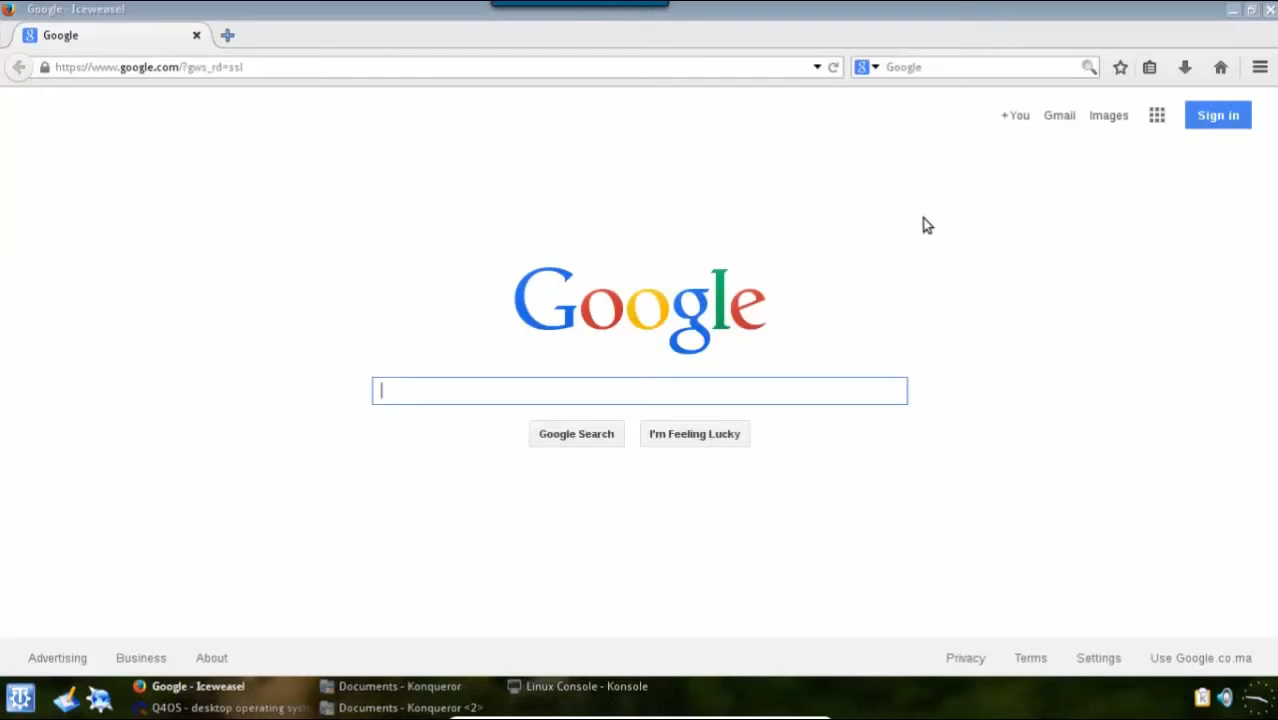 Google - Iceweasel
Google
https://www.google.com/?gws_rd=ssl
Google
+You Gmail Images Sign in
Google
Google Search I'm Feeling Lucky
Advertising Business About Privacy Terms Settings Use Google.co.ma
Google - Iceweasel Documents - Konqueror Linux Console - Konsole
Q4OS - desktop operating sys Documents - Konqueror <2>